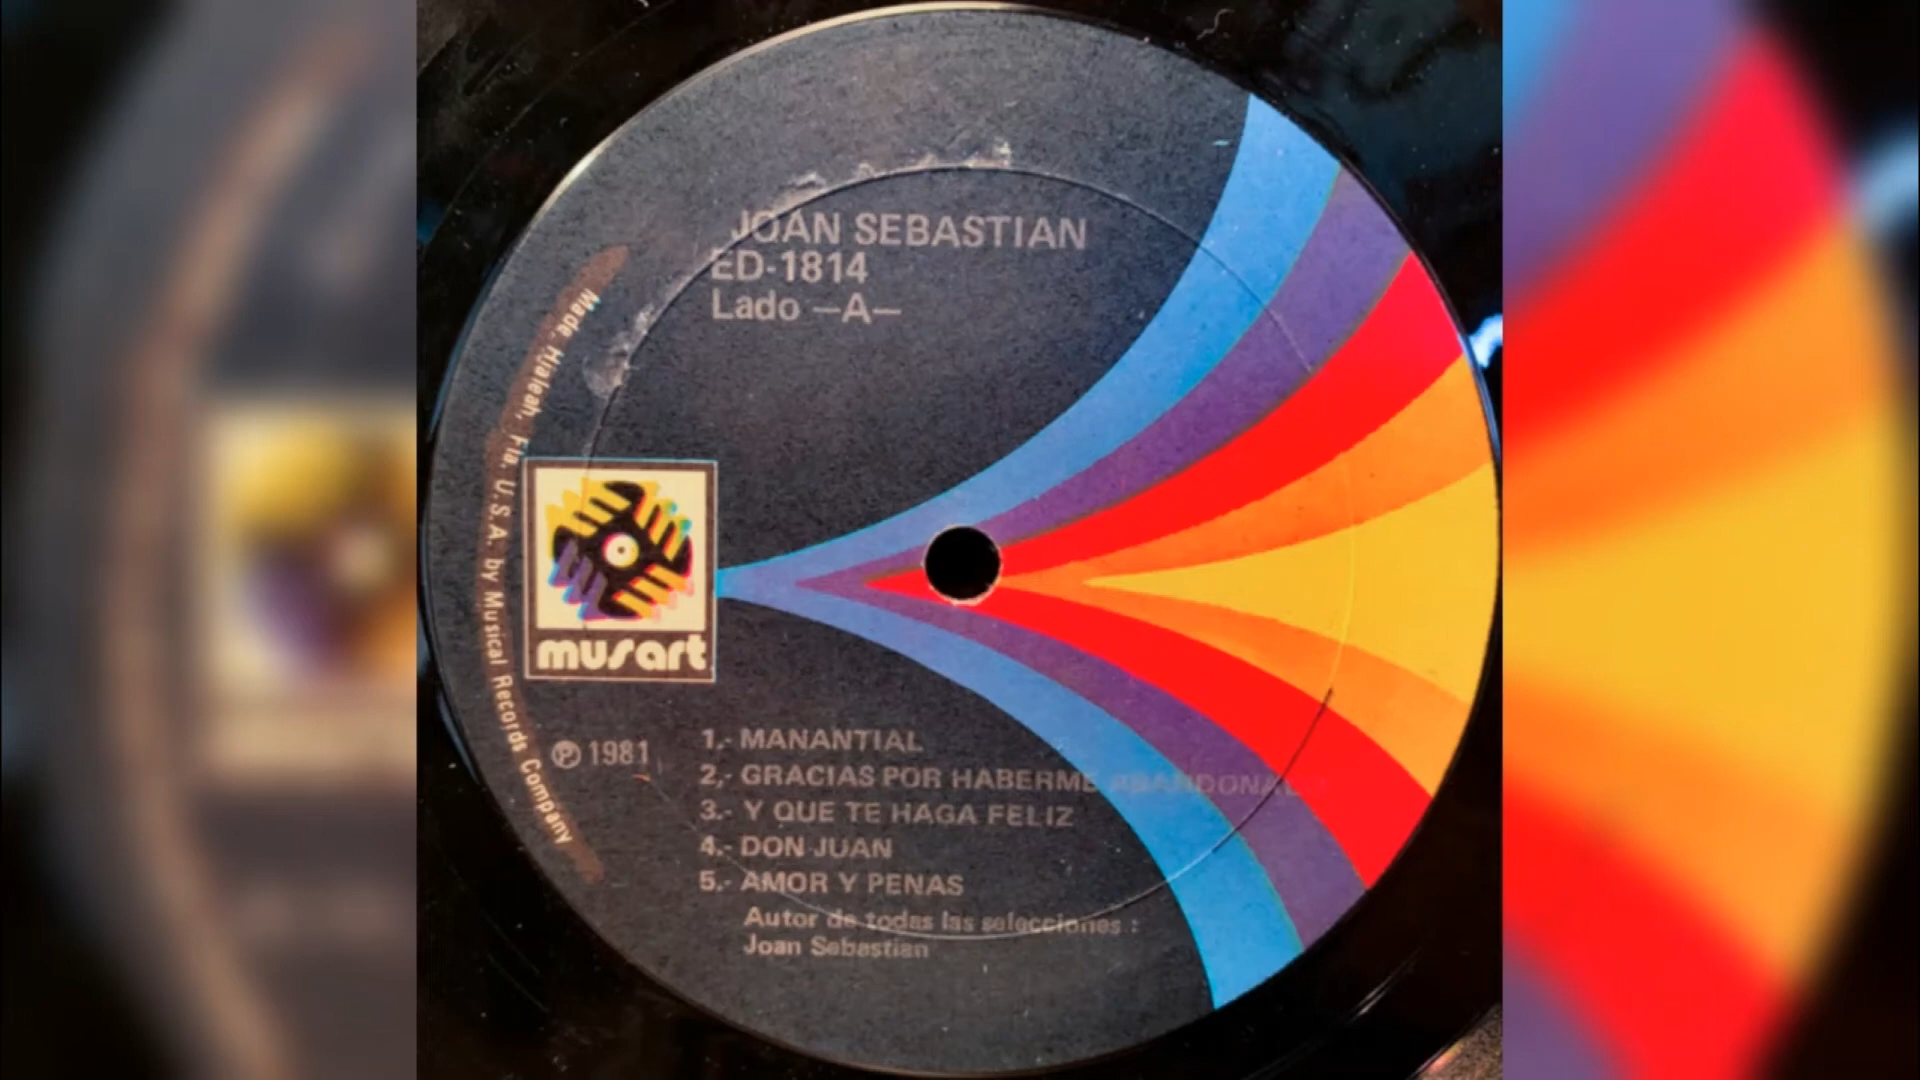 JOAN SEBASTIAN
ED-1814
Lado —A—
Made. Hialeah, Fla. U.S.A. by Musical Records Company
musart
Ⓟ 1981
1.- MANANTIAL
2,- GRACIAS POR HABERME ABANDONA
3.- Y QUE TE HAGA FELIZ
4.- DON JUAN
5.- AMOR Y PENAS
Autor de todas las selecciones :
Joan Sebastian